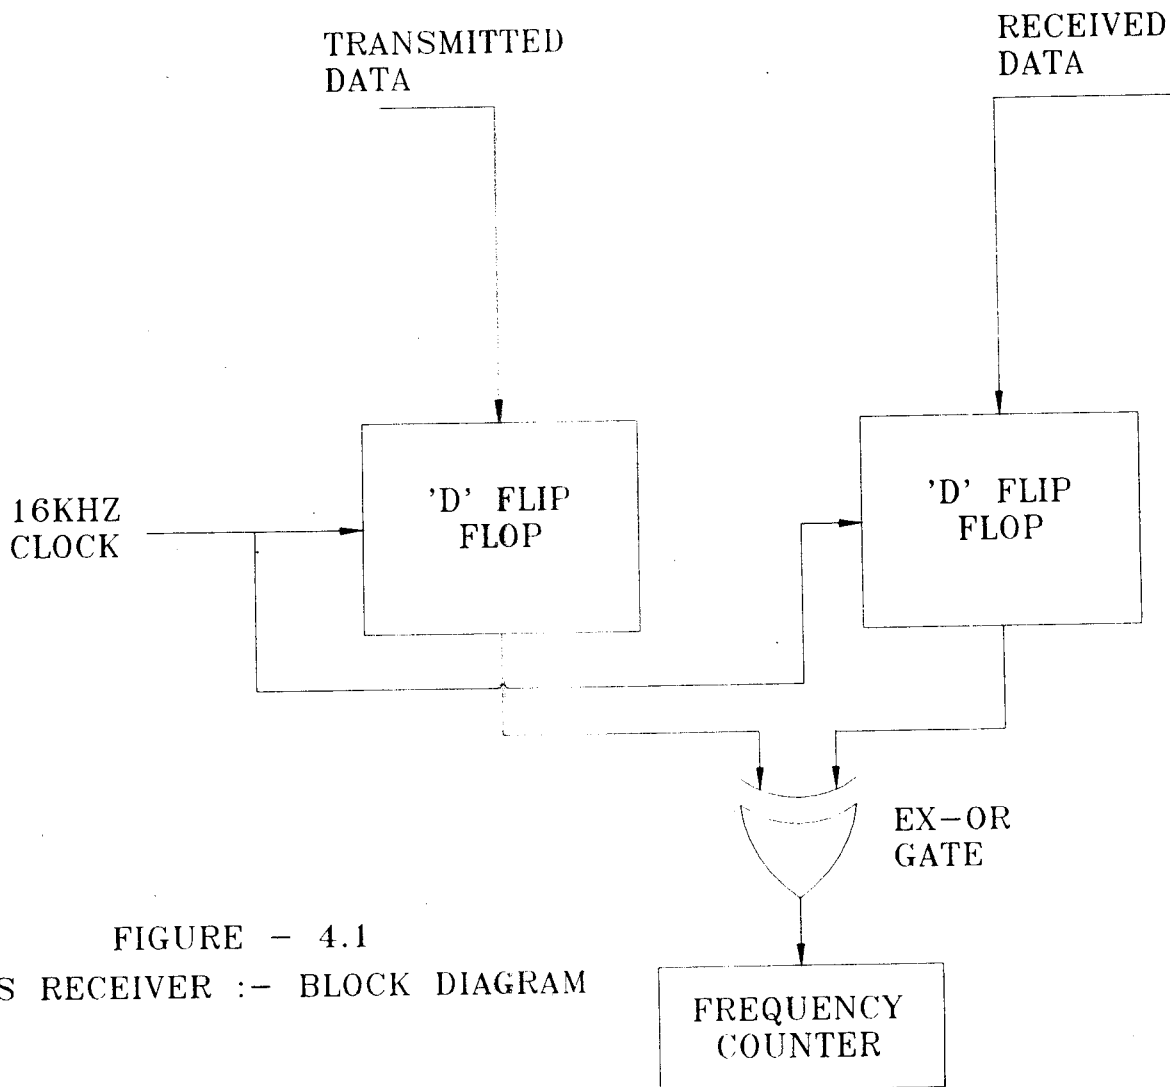 TRANSMITTED
DATA
RECEIVED
DATA
16KHZ
CLOCK
'D' FLIP
FLOP
'D' FLIP
FLOP
EX-OR
GATE
FIGURE - 4.1
S RECEIVER :- BLOCK DIAGRAM
FREQUENCY
COUNTER